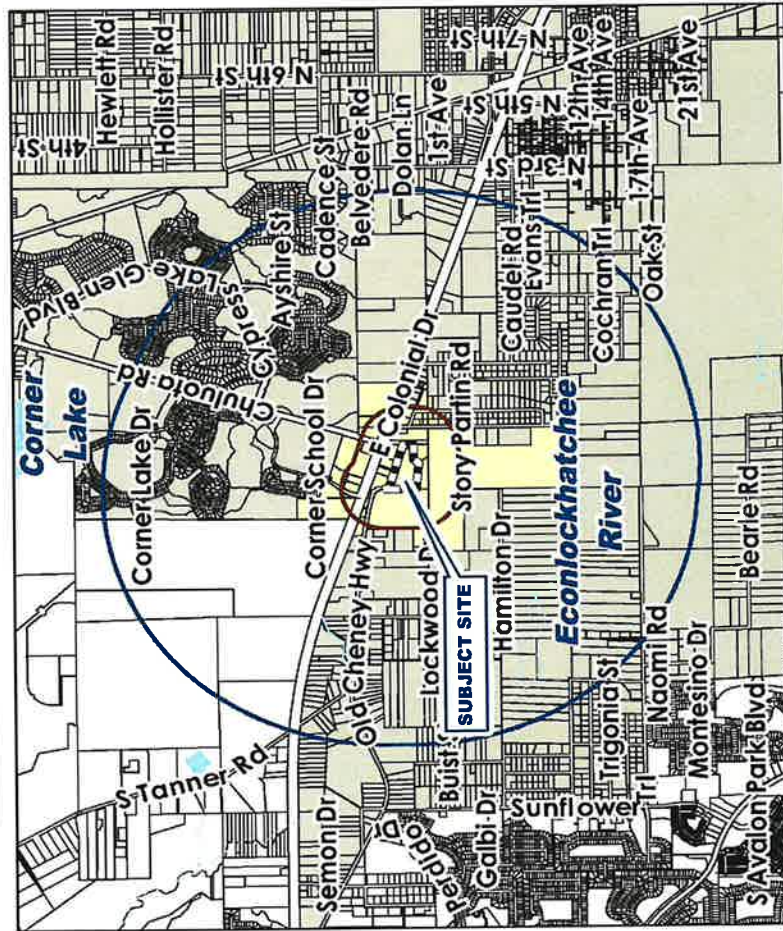 Hewlett Rd
Hollister Rd
4th St
N 6th St
N 7th St
N 5th St
N 3rd St
1st Ave
12th Ave
14th Ave
17th Ave
21st Ave
Dolan Ln
Belvedere Rd
Cadence St
Ayshire St
Cypress Lake Glen Blvd
Chuluota Rd
Corner
Lake
Corner Lake Dr
Corner School Dr
E Colonial Dr
Caudel Rd
Evans Trl
Cochran Trl
Oak St
Story Partin Rd
Old Cheney Hwy
Lockwood Dr
SUBJECT SITE
Hamilton Dr
Econlockhatchee
River
Bearle Rd
S Tanner Rd
Semon Dr
Perdido Dr
Buist
Galbi Dr
Sunflower Trl
Trigonia St
Naomi Rd
Montesino Dr
S Avalon Park Blvd